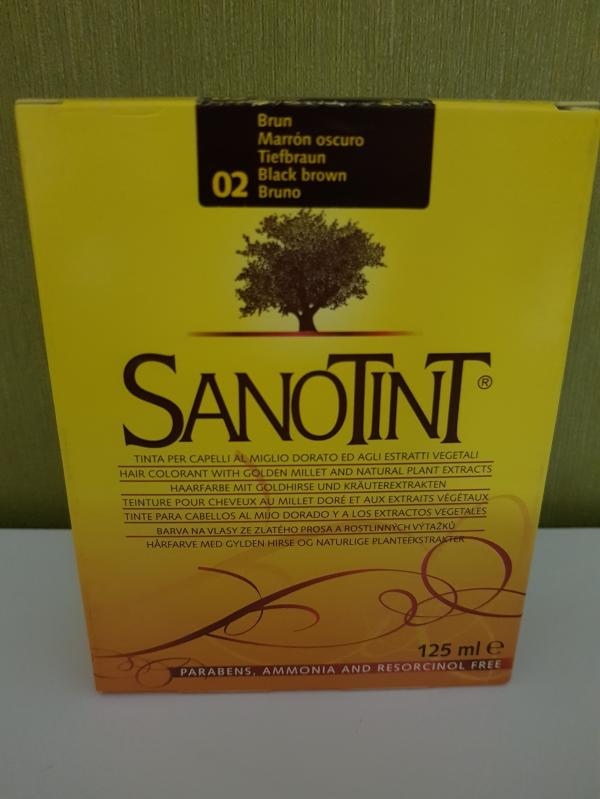 Brun
Marrón oscuro
Tiefbraun
02 Black brown
Bruno
SANOTINT®
TINTA PER CAPELLI AL MIGLIO DORATO ED AGLI ESTRATTI VEGETALI
HAIR COLORANT WITH GOLDEN MILLET AND NATURAL PLANT EXTRACTS
HAARFARBE MIT GOLDHIRSE UND KRÄUTEREXTRAKTEN
TEINTURE POUR CHEVEUX AU MILLET DORÉ ET AUX EXTRAITS VÉGÉTAUX
TINTE PARA CABELLOS AL MIJO DORADO Y A LOS EXTRACTOS VEGETALES
BARVA NA VLASY ZE ZLATÉHO PROSA A ROSTLINNÝCH VÝTAŽKŮ
HÅRFARVE MED GYLDEN HIRSE OG NATURLIGE PLANTEEKSTRAKTER
125 ml ℮
PARABENS, AMMONIA AND RESORCINOL FREE